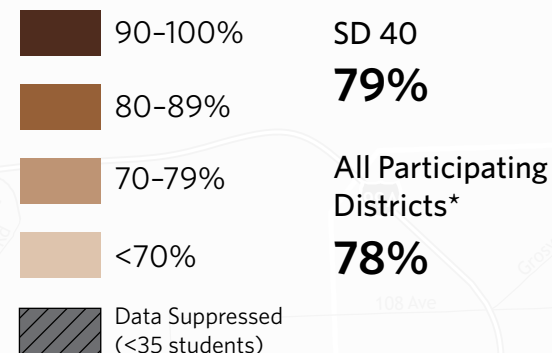 90–100%
80–89%
70–79%
<70%
Data Suppressed
(<35 students)
SD 40
79%
All Participating
Districts*
78%
108 Ave